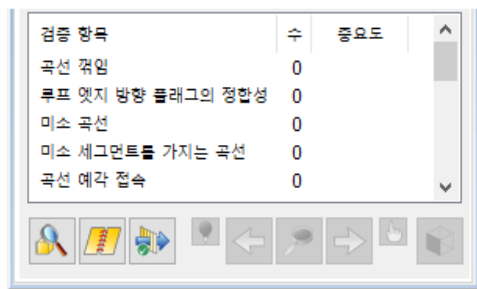 검증 항목 수 중요도
곡선 꺾임 0
루프 엣지 방향 플래그의 정합성 0
미소 곡선 0
미소 세그먼트를 가지는 곡선 0
곡선 예각 접속 0